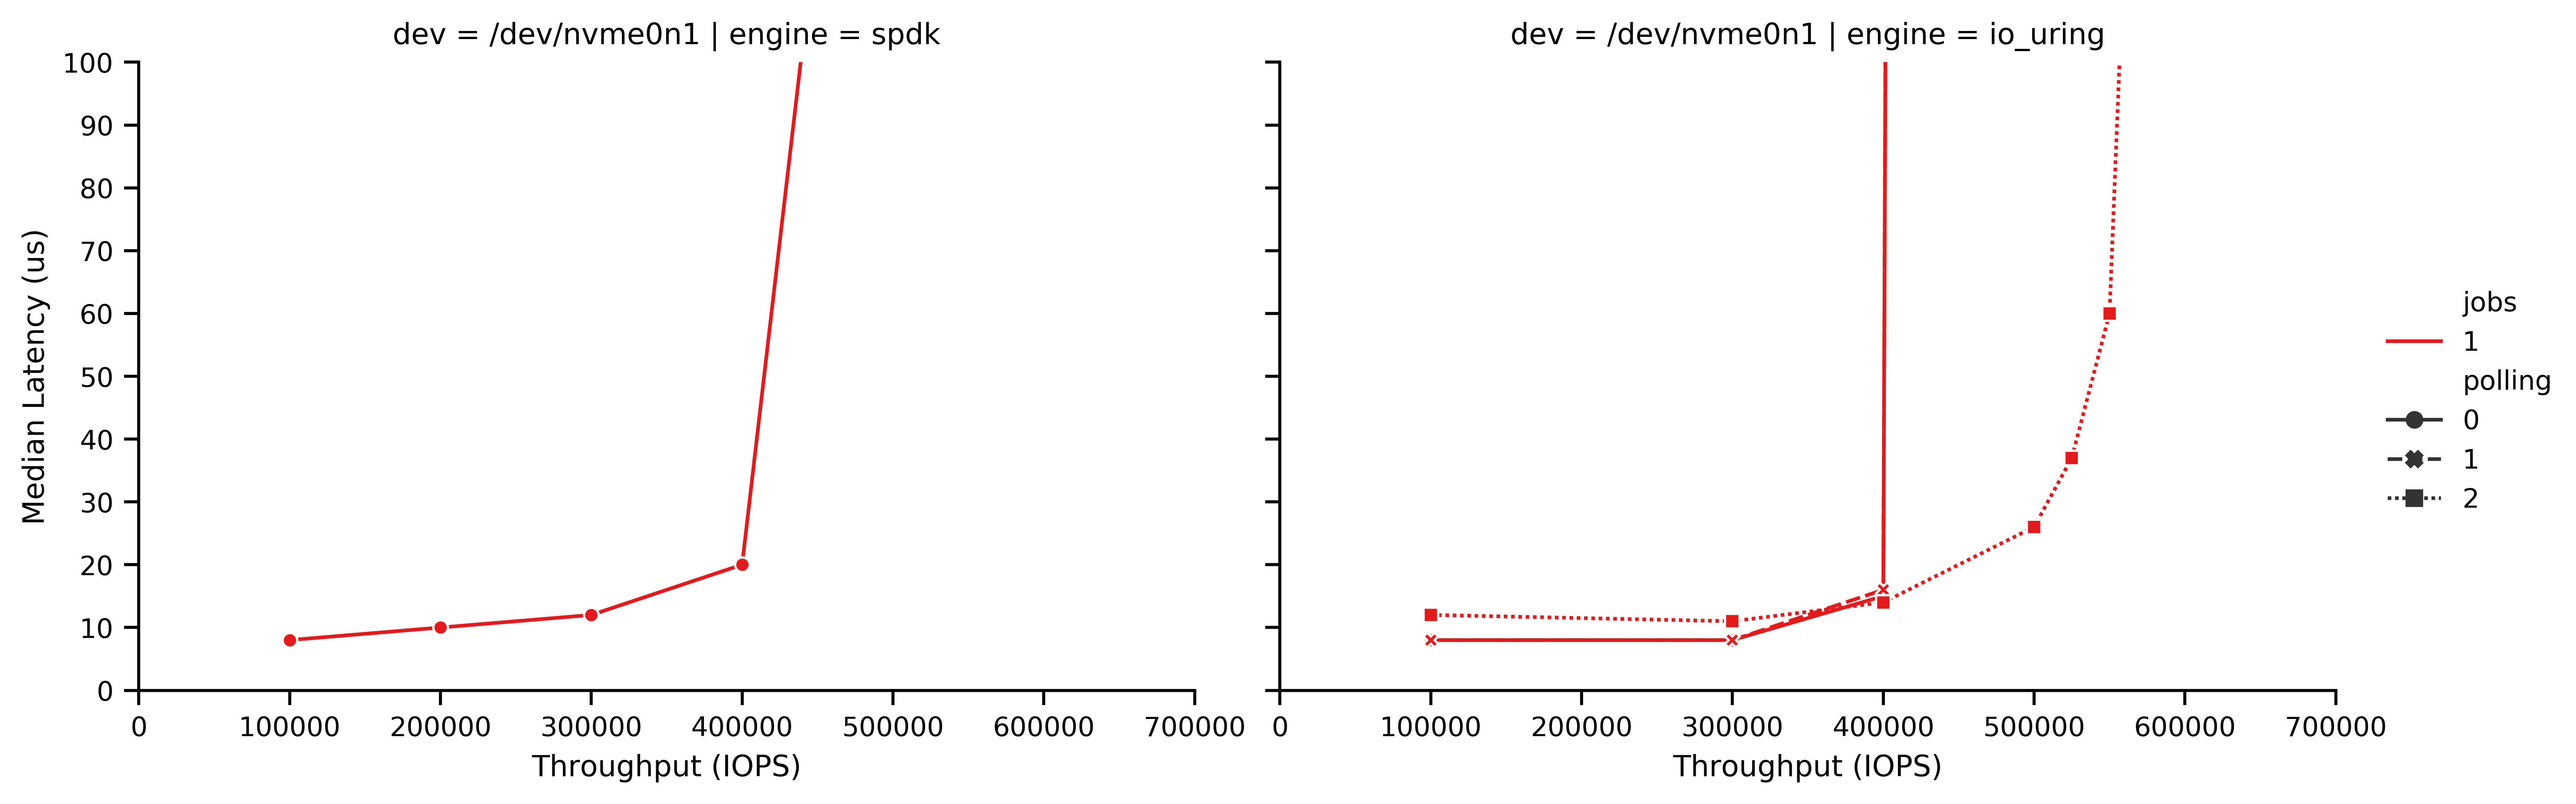 dev = /dev/nvme0n1 | engine = spdk
100
90
80
70
60
50
40
30
20
10
0
Median Latency (us)
0 100000 200000 300000 400000 500000 600000 700000
Throughput (IOPS)
dev = /dev/nvme0n1 | engine = io_uring
0 100000 200000 300000 400000 500000 600000 700000
Throughput (IOPS)
jobs
1
polling
0
1
2